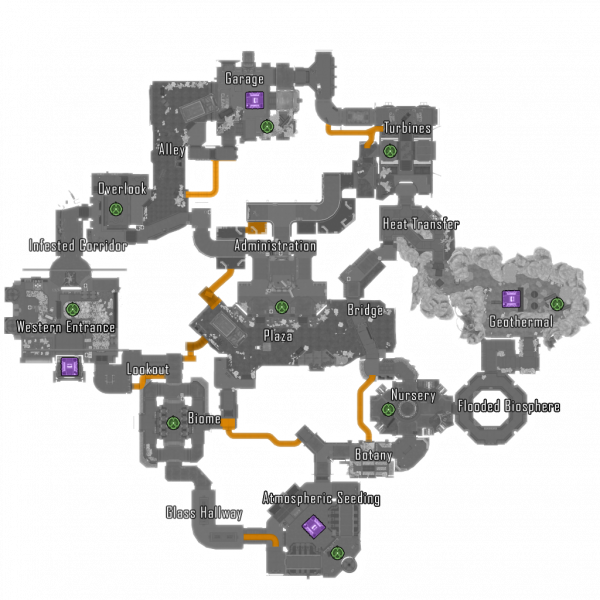 Garage
Turbines
Alley
Overlook
Heat Transfer
Infested Corridor
Administration
Bridge
Geothermal
Western Entrance
Plaza
Lookout
Nursery
Flooded Biosphere
Biome
Botany
Atmospheric Seeding
Glass Hallway